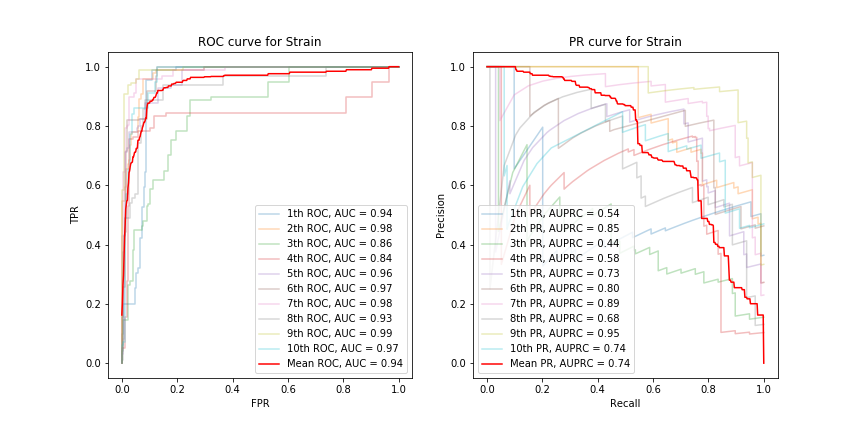 ROC curve for Strain
1.0
0.8
0.6
0.4
0.2
0.0
TPR
0.0
0.2
0.4
0.6
0.8
1.0
FPR
1th ROC, AUC = 0.94
2th ROC, AUC = 0.98
3th ROC, AUC = 0.86
4th ROC, AUC = 0.84
5th ROC, AUC = 0.96
6th ROC, AUC = 0.97
7th ROC, AUC = 0.98
8th ROC, AUC = 0.93
9th ROC, AUC = 0.99
10th ROC, AUC = 0.97
Mean ROC, AUC = 0.94
PR curve for Strain
1.0
0.8
0.6
0.4
0.2
0.0
Precision
0.0
0.2
0.4
0.6
0.8
1.0
Recall
1th PR, AUPRC = 0.54
2th PR, AUPRC = 0.85
3th PR, AUPRC = 0.44
4th PR, AUPRC = 0.58
5th PR, AUPRC = 0.73
6th PR, AUPRC = 0.80
7th PR, AUPRC = 0.89
8th PR, AUPRC = 0.68
9th PR, AUPRC = 0.95
10th PR, AUPRC = 0.74
Mean PR, AUPRC = 0.74